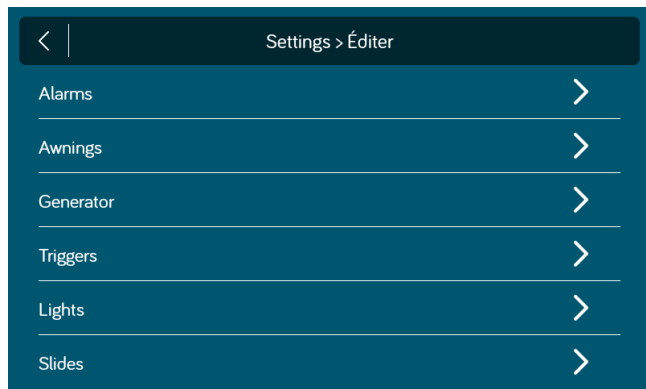 Settings > Éditer
Alarms
Awnings
Generator
Triggers
Lights
Slides